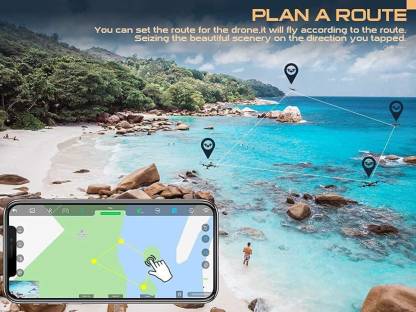 PLAN A ROUTE
You can set the route for the drone.it will fly according to the route.
Seizing the beautiful scenery on the direction you tapped.